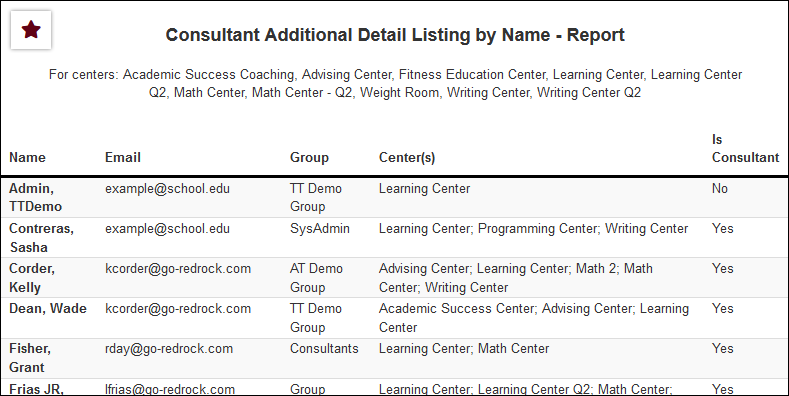 Consultant Additional Detail Listing by Name - Report
For centers: Academic Success Coaching, Advising Center, Fitness Education Center, Learning Center, Learning Center
Q2, Math Center, Math Center - Q2, Weight Room, Writing Center, Writing Center Q2
Name Email Group Center(s) Is Consultant
Admin, TTDemo example@school.edu TT Demo Group Learning Center No
Contreras, Sasha example@school.edu SysAdmin Learning Center; Programming Center; Writing Center Yes
Corder, Kelly kcorder@go-redrock.com AT Demo Group Advising Center; Learning Center; Math 2; Math Center; Writing Center Yes
Dean, Wade kcorder@go-redrock.com TT Demo Group Academic Success Center; Advising Center; Learning Center Yes
Fisher, Grant rday@go-redrock.com Consultants Learning Center; Math Center Yes
Frias JR, lfrias@go-redrock.com Group Learning Center; Learning Center Q2; Math Center; Yes